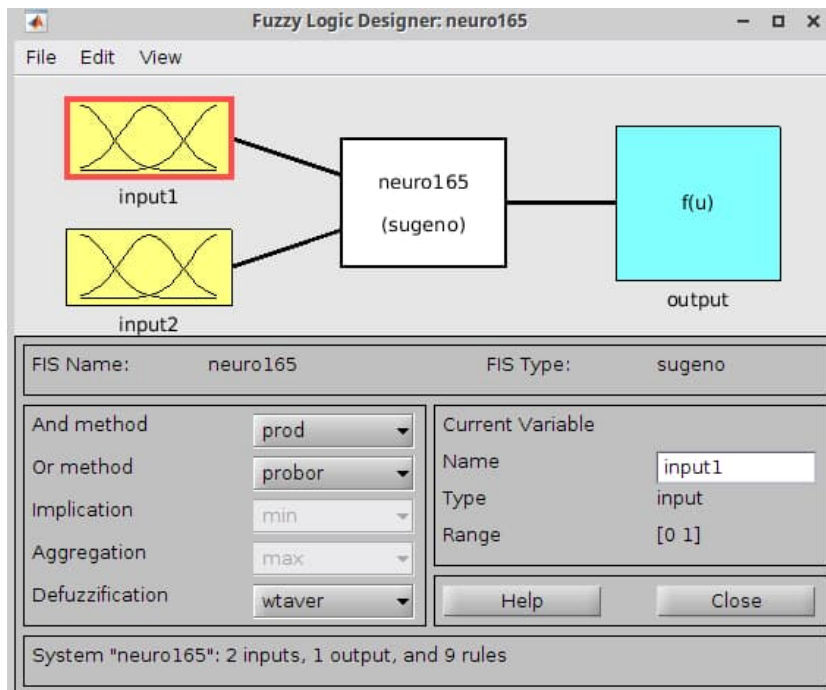 Fuzzy Logic Designer: neuro165
File Edit View
input1
neuro165
(sugeno)
f(u)
output
input2
FIS Name: neuro165 FIS Type: sugeno
And method prod
Or method probor
Implication min
Aggregation max
Defuzzification wtaver
Current Variable
Name input1
Type input
Range [0 1]
Help Close
System "neuro165": 2 inputs, 1 output, and 9 rules